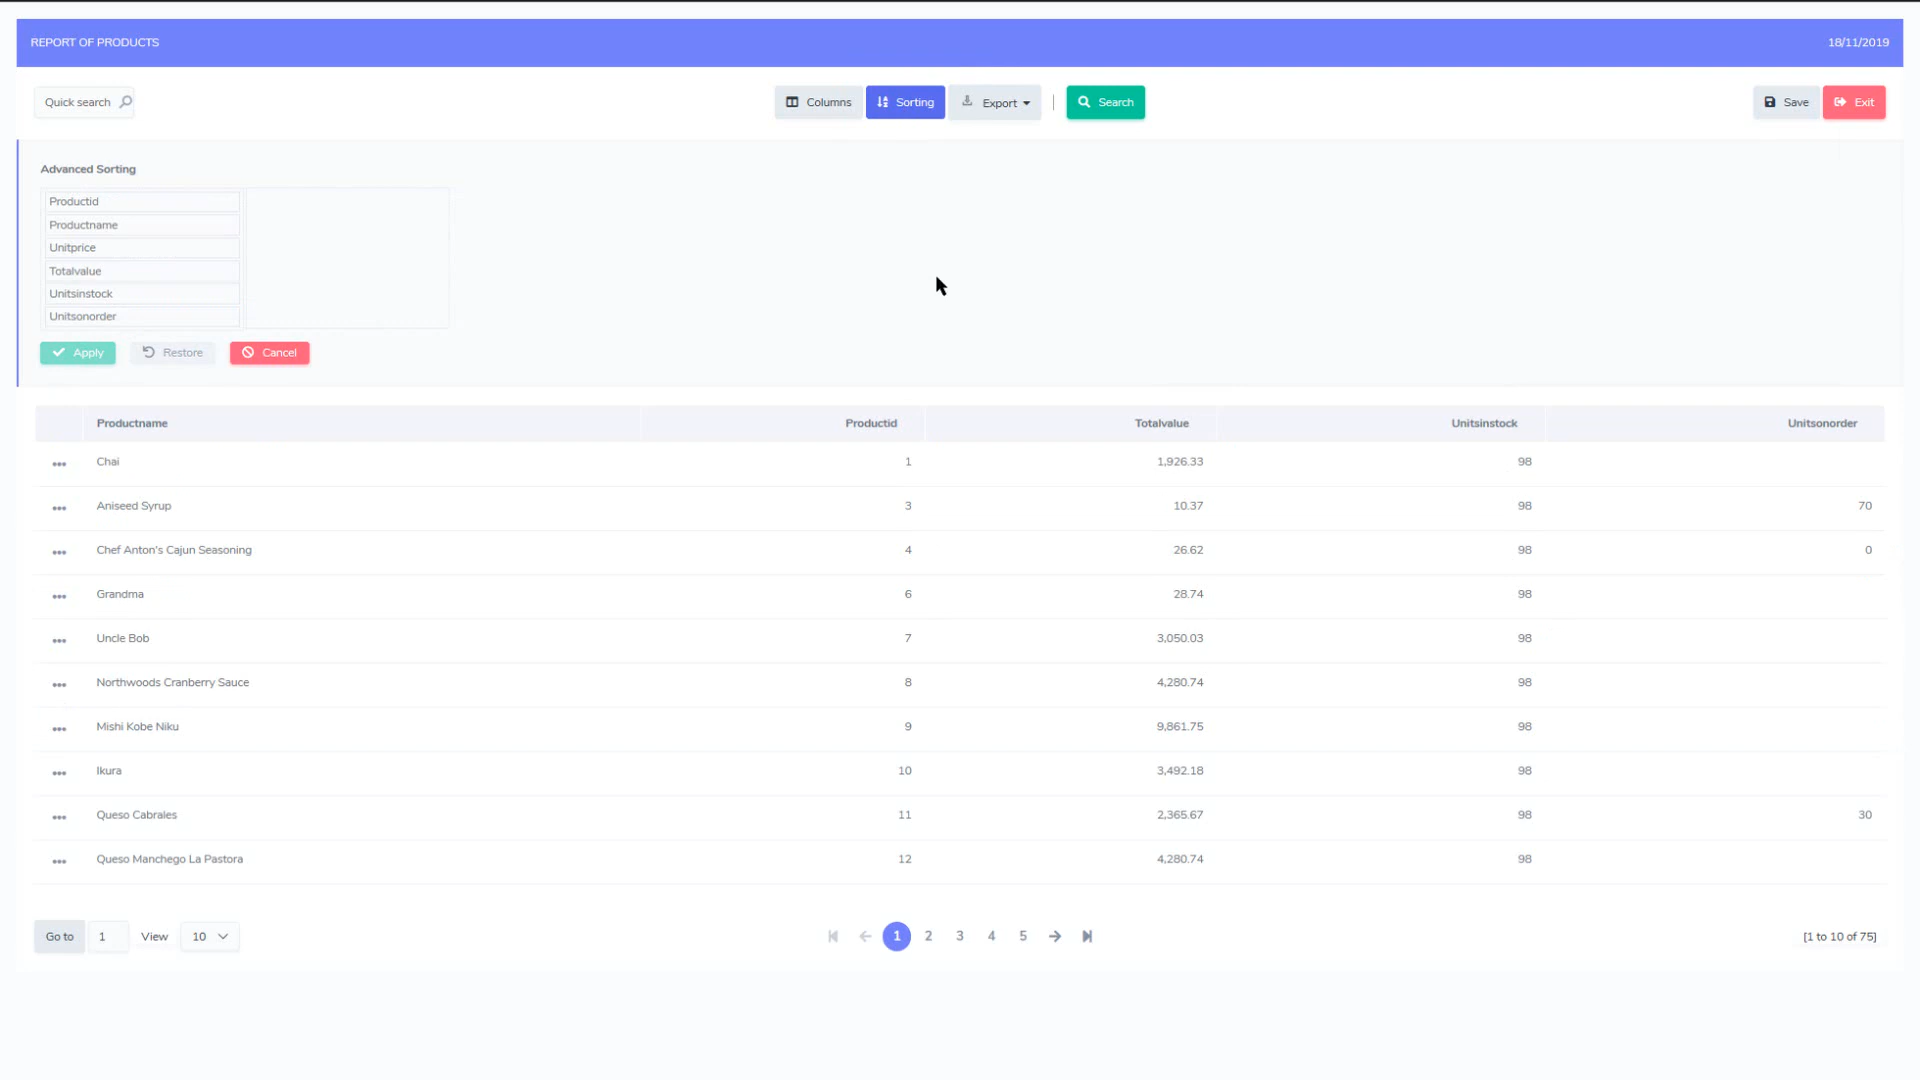 REPORT OF PRODUCTS 18/11/2019
Quick search Columns Sorting Export Search Save Exit
Advanced Sorting
Productid
Productname
Unitprice
Totalvalue
Unitsinstock
Unitsonorder
Apply Restore Cancel
Productname Productid Totalvalue Unitsinstock Unitsonorder
Chai 1 1,926.33 98
Aniseed Syrup 3 10.37 98 70
Chef Anton's Cajun Seasoning 4 26.62 98 0
Grandma 6 28.74 98
Uncle Bob 7 3,050.03 98
Northwoods Cranberry Sauce 8 4,280.74 98
Mishi Kobe Niku 9 9,861.75 98
Ikura 10 3,492.18 98
Queso Cabrales 11 2,365.67 98 30
Queso Manchego La Pastora 12 4,280.74 98
Go to 1 View 10 1 2 3 4 5 [1 to 10 of 75]